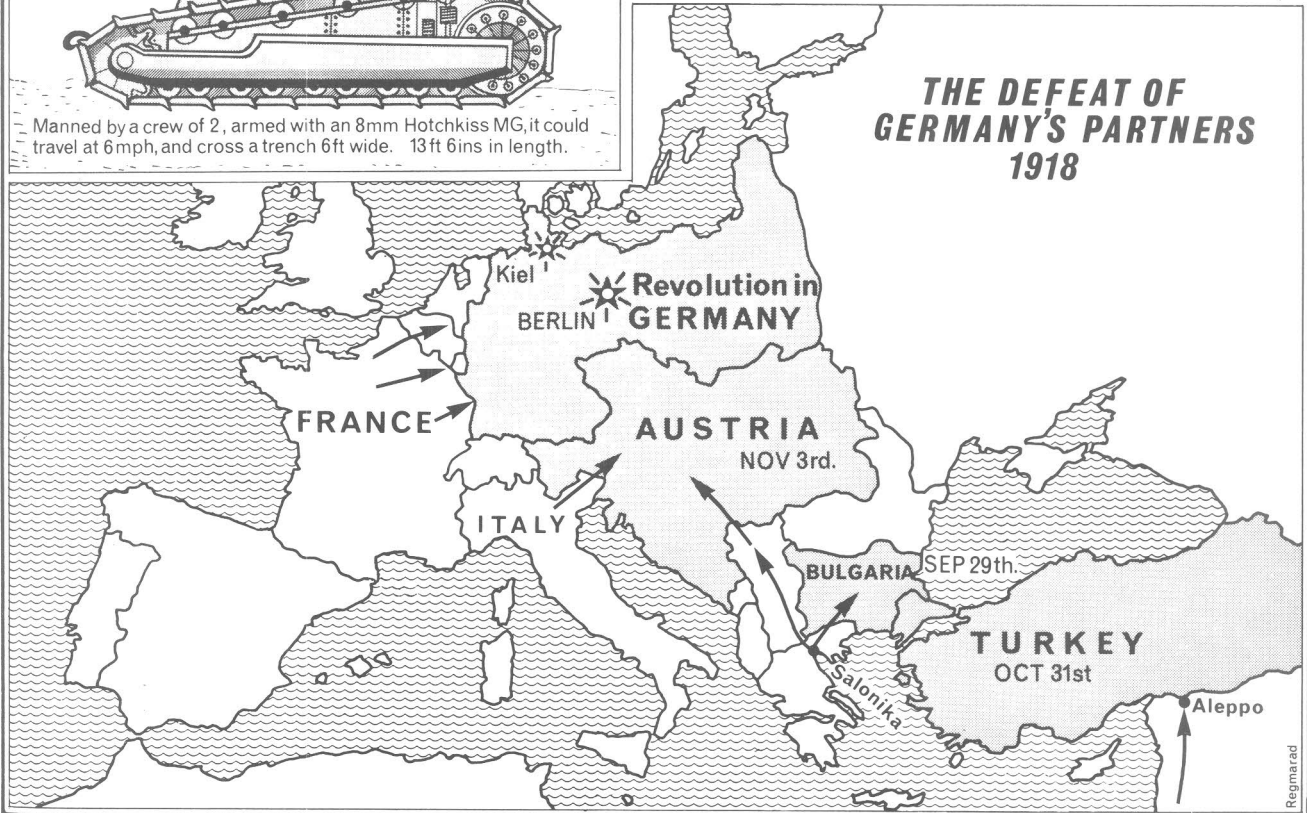 Manned by a crew of 2, armed with an 8mm Hotchkiss MG, it could
travel at 6mph, and cross a trench 6ft wide. 13ft 6ins in length.
THE DEFEAT OF
GERMANY'S PARTNERS
1918
Kiel
Revolution in
BERLIN
GERMANY
FRANCE
AUSTRIA
NOV 3rd.
ITALY
BULGARIA
SEP 29th.
TURKEY
OCT 31st
Salonika
Aleppo
Regmarad